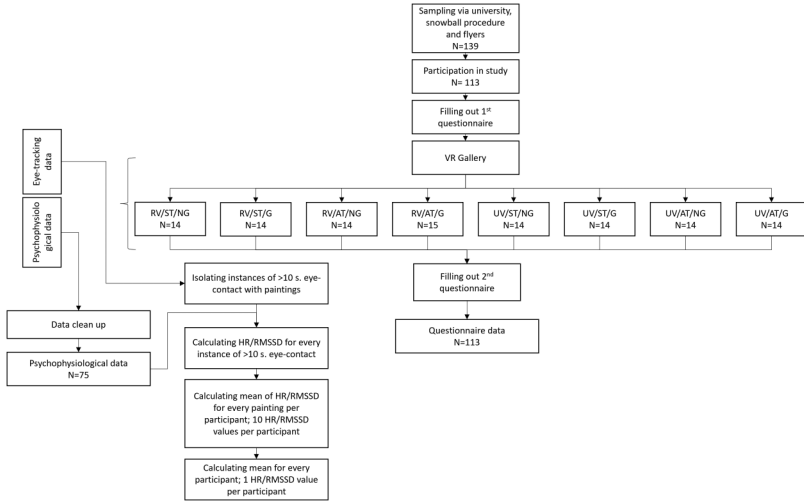 Sampling via university,
snowball procedure
and flyers
N=139
Participation in study
N= 113
Filling out 1st
questionnaire
VR Gallery
Eye-tracking
data
Psychophysiolo
gical data
RV/ST/NG
N=14
RV/ST/G
N=14
RV/AT/NG
N=14
RV/AT/G
N=15
UV/ST/NG
N=14
UV/ST/G
N=14
UV/AT/NG
N=14
UV/AT/G
N=14
Isolating instances of >10 s. eye-
contact with paintings
Filling out 2nd
questionnaire
Data clean up
Questionnaire data
N=113
Psychophysiological data
N=75
Calculating HR/RMSSD for every
instance of >10 s. eye-contact
Calculating mean of HR/RMSSD
for every painting per
participant; 10 HR/RMSSD
values per participant
Calculating mean for every
participant; 1 HR/RMSSD value
per participant